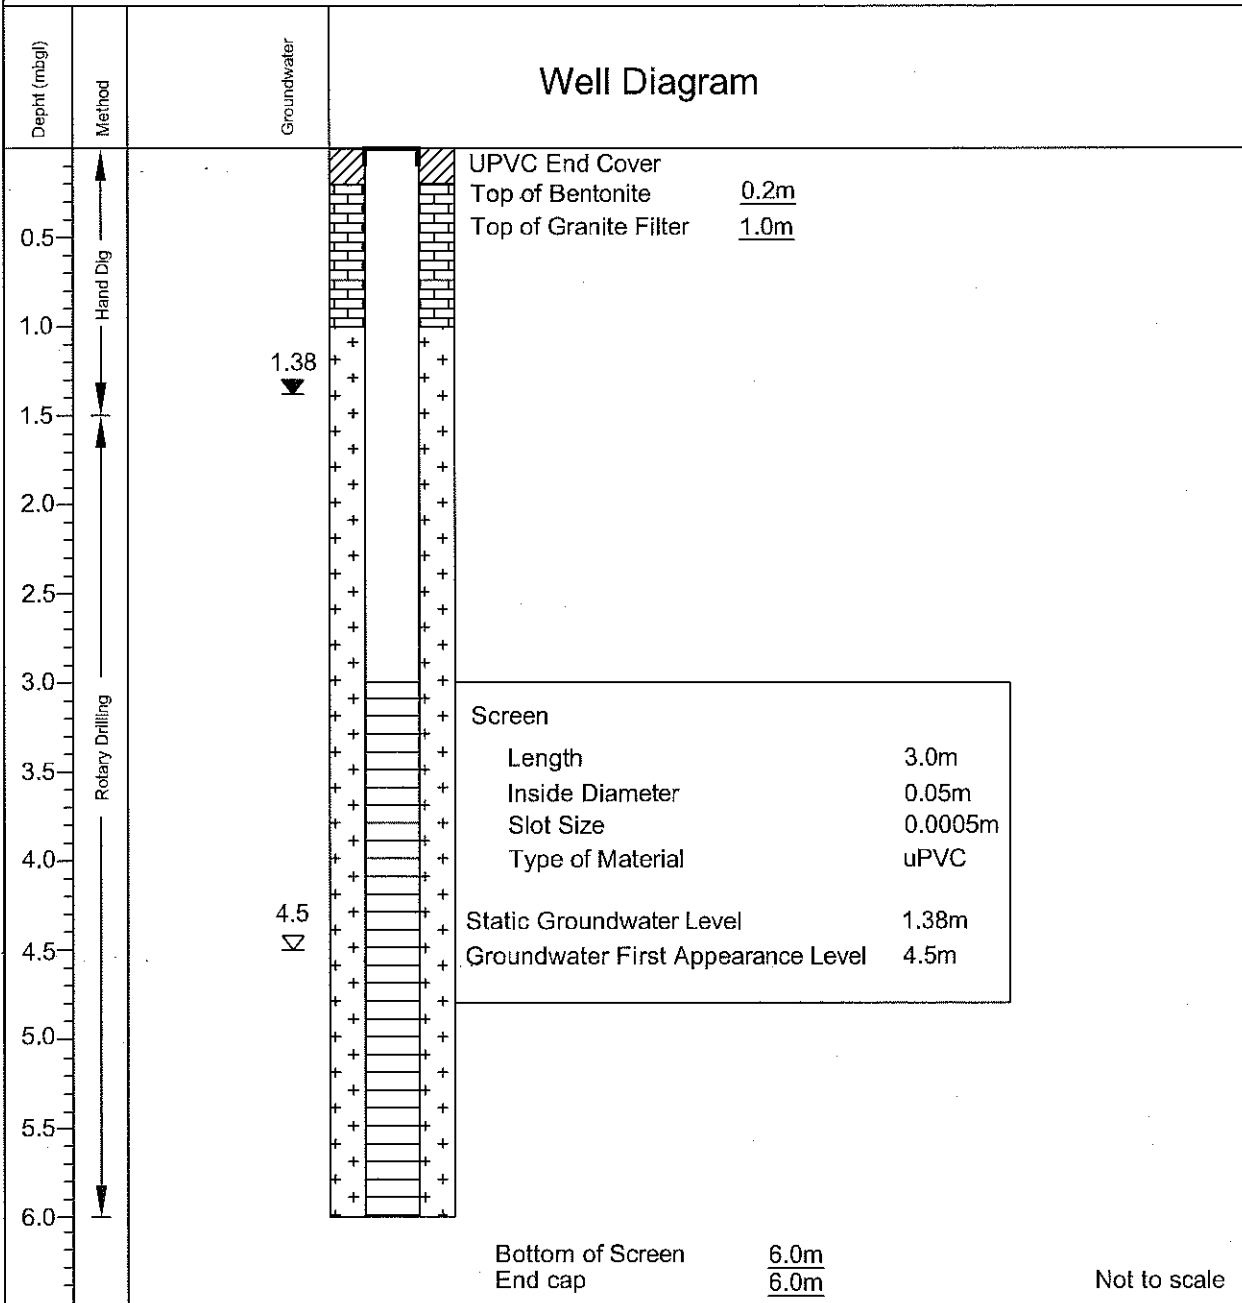 Depht (mbgl)
Method
Groundwater
Well Diagram
UPVC End Cover
Top of Bentonite 0.2m
Top of Granite Filter 1.0m
0.5
Hand Dig
1.0
1.38
1.5
2.0
2.5
3.0
Rotary Drilling
Screen
Length 3.0m
3.5
Inside Diameter 0.05m
Slot Size 0.0005m
4.0
Type of Material uPVC
4.5
Static Groundwater Level 1.38m
4.5
Groundwater First Appearance Level 4.5m
5.0
5.5
6.0
Bottom of Screen 6.0m
End cap 6.0m
Not to scale